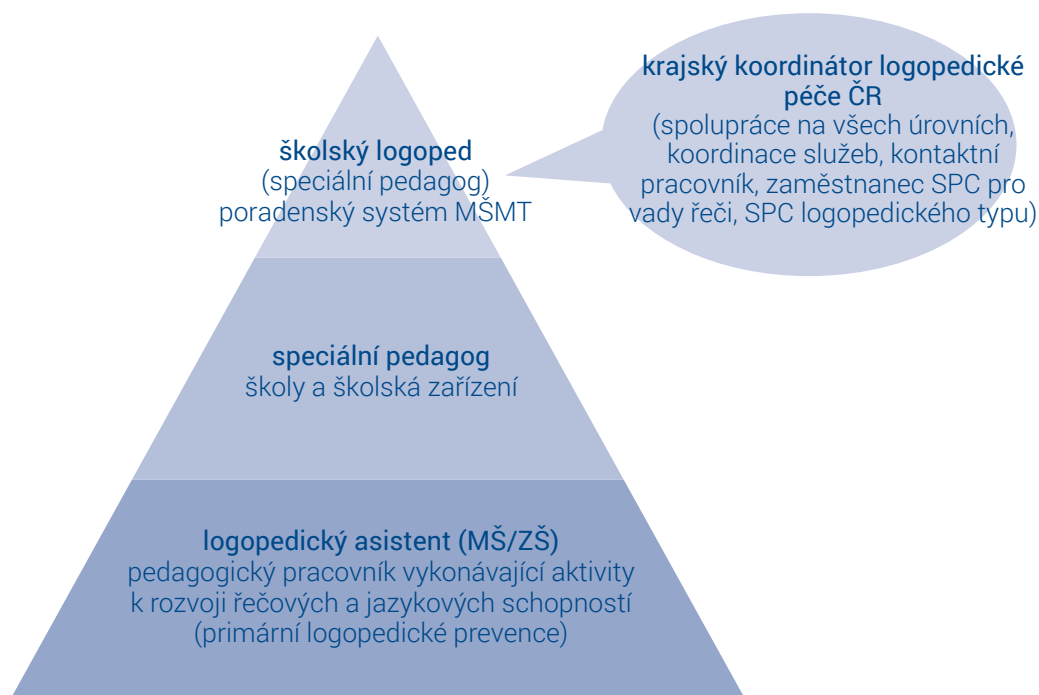 krajský koordinátor logopedické
péče ČR
(spolupráce na všech úrovních,
koordinace služeb, kontaktní
pracovník, zaměstnanec SPC pro
vady řeči, SPC logopedického typu)
školský logoped
(speciální pedagog)
poradenský systém MŠMT
speciální pedagog
školy a školská zařízení
logopedický asistent (MŠ/ZŠ)
pedagogický pracovník vykonávající aktivity
k rozvoji řečových a jazykových schopností
(primární logopedické prevence)